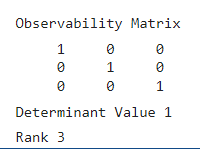 Observability Matrix
1 0 0
0 1 0
0 0 1
Determinant Value 1
Rank 3